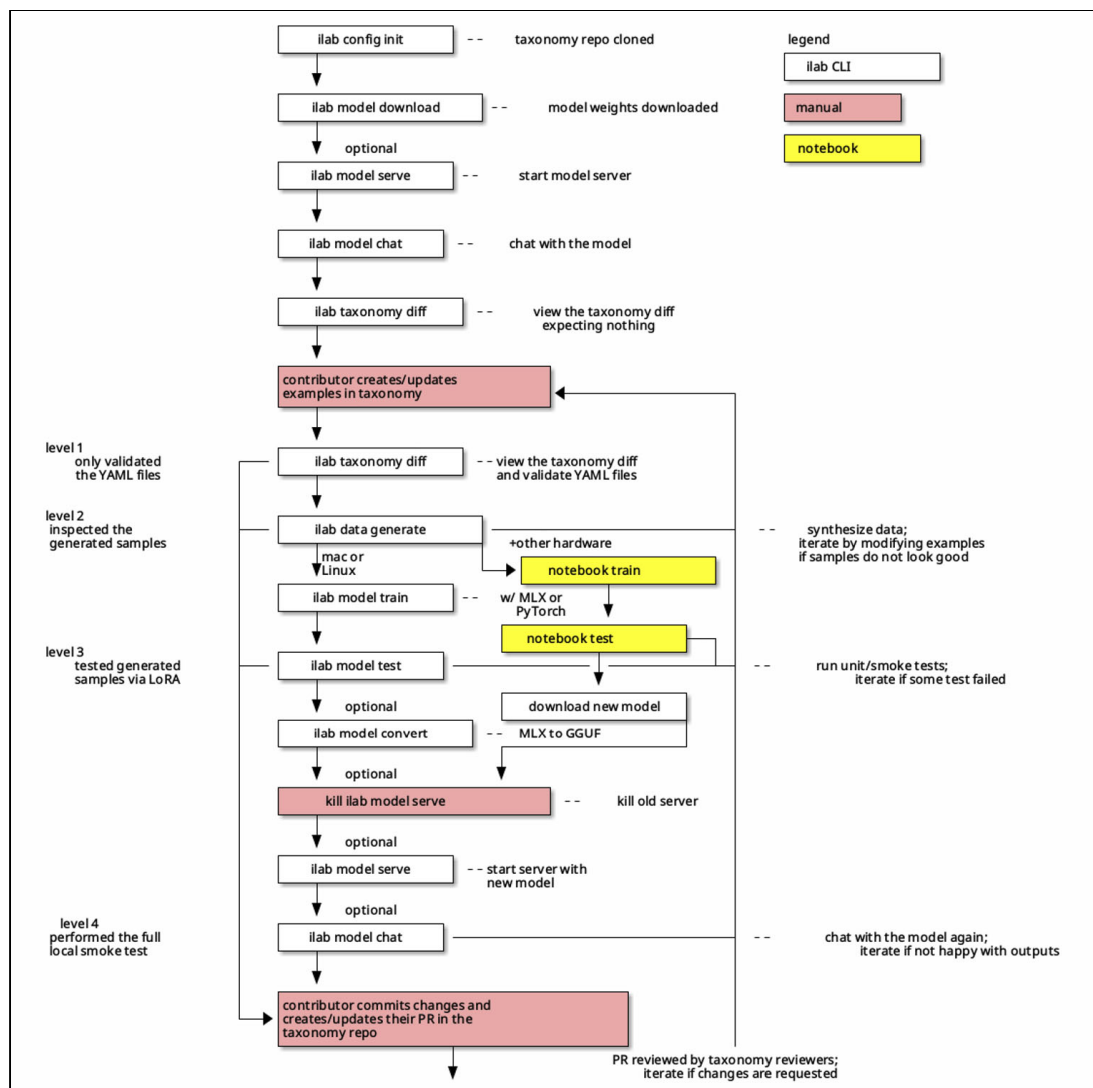 ilab config init -- taxonomy repo cloned
legend
ilab CLI
ilab model download -- model weights downloaded
manual
optional
notebook
ilab model serve -- start model server
ilab model chat -- chat with the model
ilab taxonomy diff -- view the taxonomy diff
expecting nothing
contributor creates/updates
examples in taxonomy
level 1
only validated
the YAML files
ilab taxonomy diff -- view the taxonomy diff
and validate YAML files
level 2
inspected the
generated samples
ilab data generate
-- synthesize data;
iterate by modifying examples
if samples do not look good
mac or
Linux
+other hardware
notebook train
ilab model train -- w/ MLX or
PyTorch
notebook test
level 3
tested generated
samples via LoRA
ilab model test
-- run unit/smoke tests;
iterate if some test failed
optional
download new model
ilab model convert -- MLX to GGUF
optional
kill ilab model serve -- kill old server
optional
ilab model serve -- start server with
new model
optional
level 4
performed the full
local smoke test
ilab model chat
-- chat with the model again;
iterate if not happy with outputs
contributor commits changes and
creates/updates their PR in the
taxonomy repo
PR reviewed by taxonomy reviewers;
iterate if changes are requested